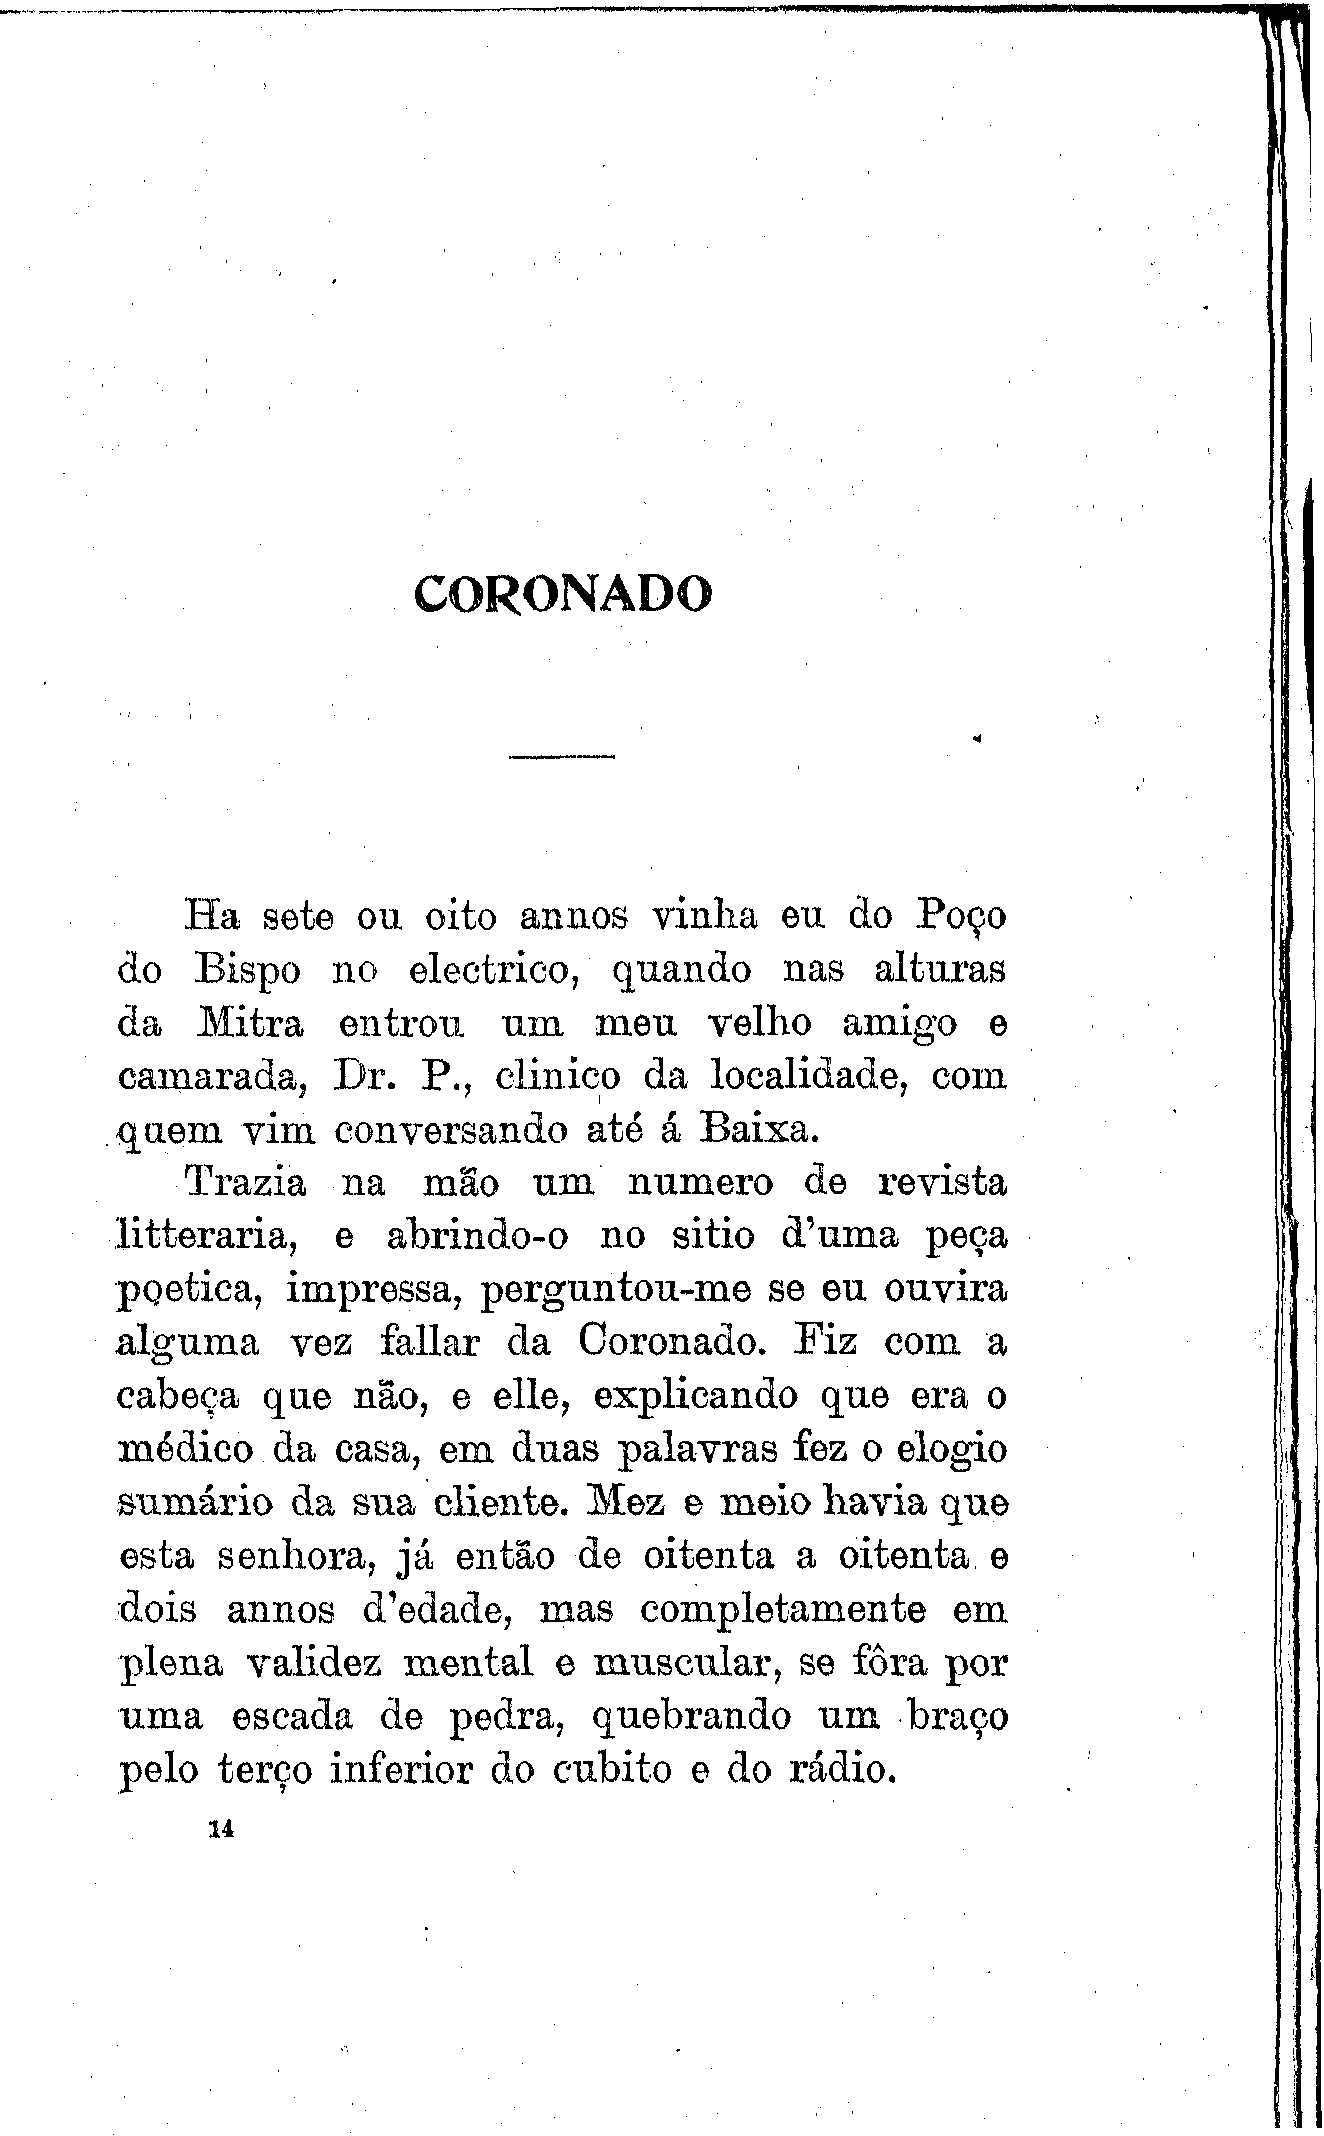 CORONADO
Ha sete ou oito annos vinha eu do Poço
do Bispo no electrico, quando nas alturas
da Mitra entrou um meu velho amigo e
camarada, Dr. P., clinico da localidade, com
quem vim conversando até á Baixa.
Trazia na mão um numero de revista
litteraria, e abrindo-o no sitio d'uma peça
poetica, impressa, perguntou-me se eu ouvira
alguma vez fallar da Coronado. Fiz com a
cabeça que não, e elle, explicando que era o
médico da casa, em duas palavras fez o elogio
sumário da sua cliente. Mez e meio havia que
esta senhora, já então de oitenta a oitenta e
dois annos d'edade, mas completamente em
plena validez mental e muscular, se fôra por
uma escada de pedra, quebrando um braço
pelo terço inferior do cubito e do rádio.
14